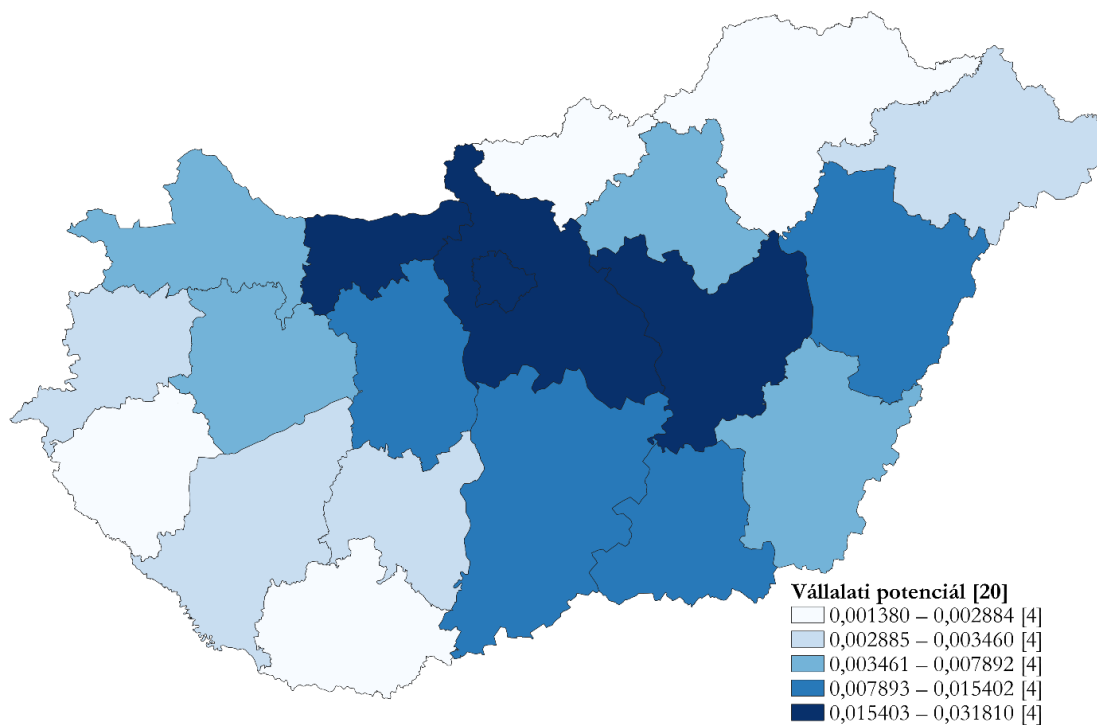 Vállalati potenciál [20]
0,001380 – 0,002884 [4]
0,002885 – 0,003460 [4]
0,003461 – 0,007892 [4]
0,007893 – 0,015402 [4]
0,015403 – 0,031810 [4]